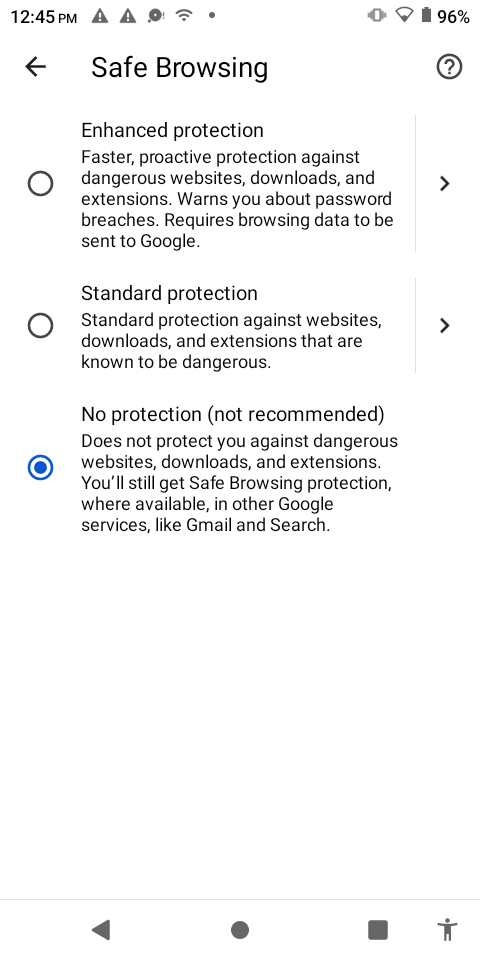 12:45 PM
96%
Safe Browsing
Enhanced protection
Faster, proactive protection against
dangerous websites, downloads, and
extensions. Warns you about password
breaches. Requires browsing data to be
sent to Google.
Standard protection
Standard protection against websites,
downloads, and extensions that are
known to be dangerous.
No protection (not recommended)
Does not protect you against dangerous
websites, downloads, and extensions.
You’ll still get Safe Browsing protection,
where available, in other Google
services, like Gmail and Search.